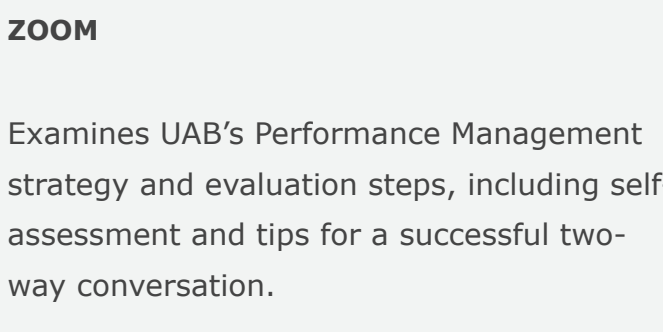 ZOOM
Examines UAB’s Performance Management
strategy and evaluation steps, including self-
assessment and tips for a successful two-
way conversation.